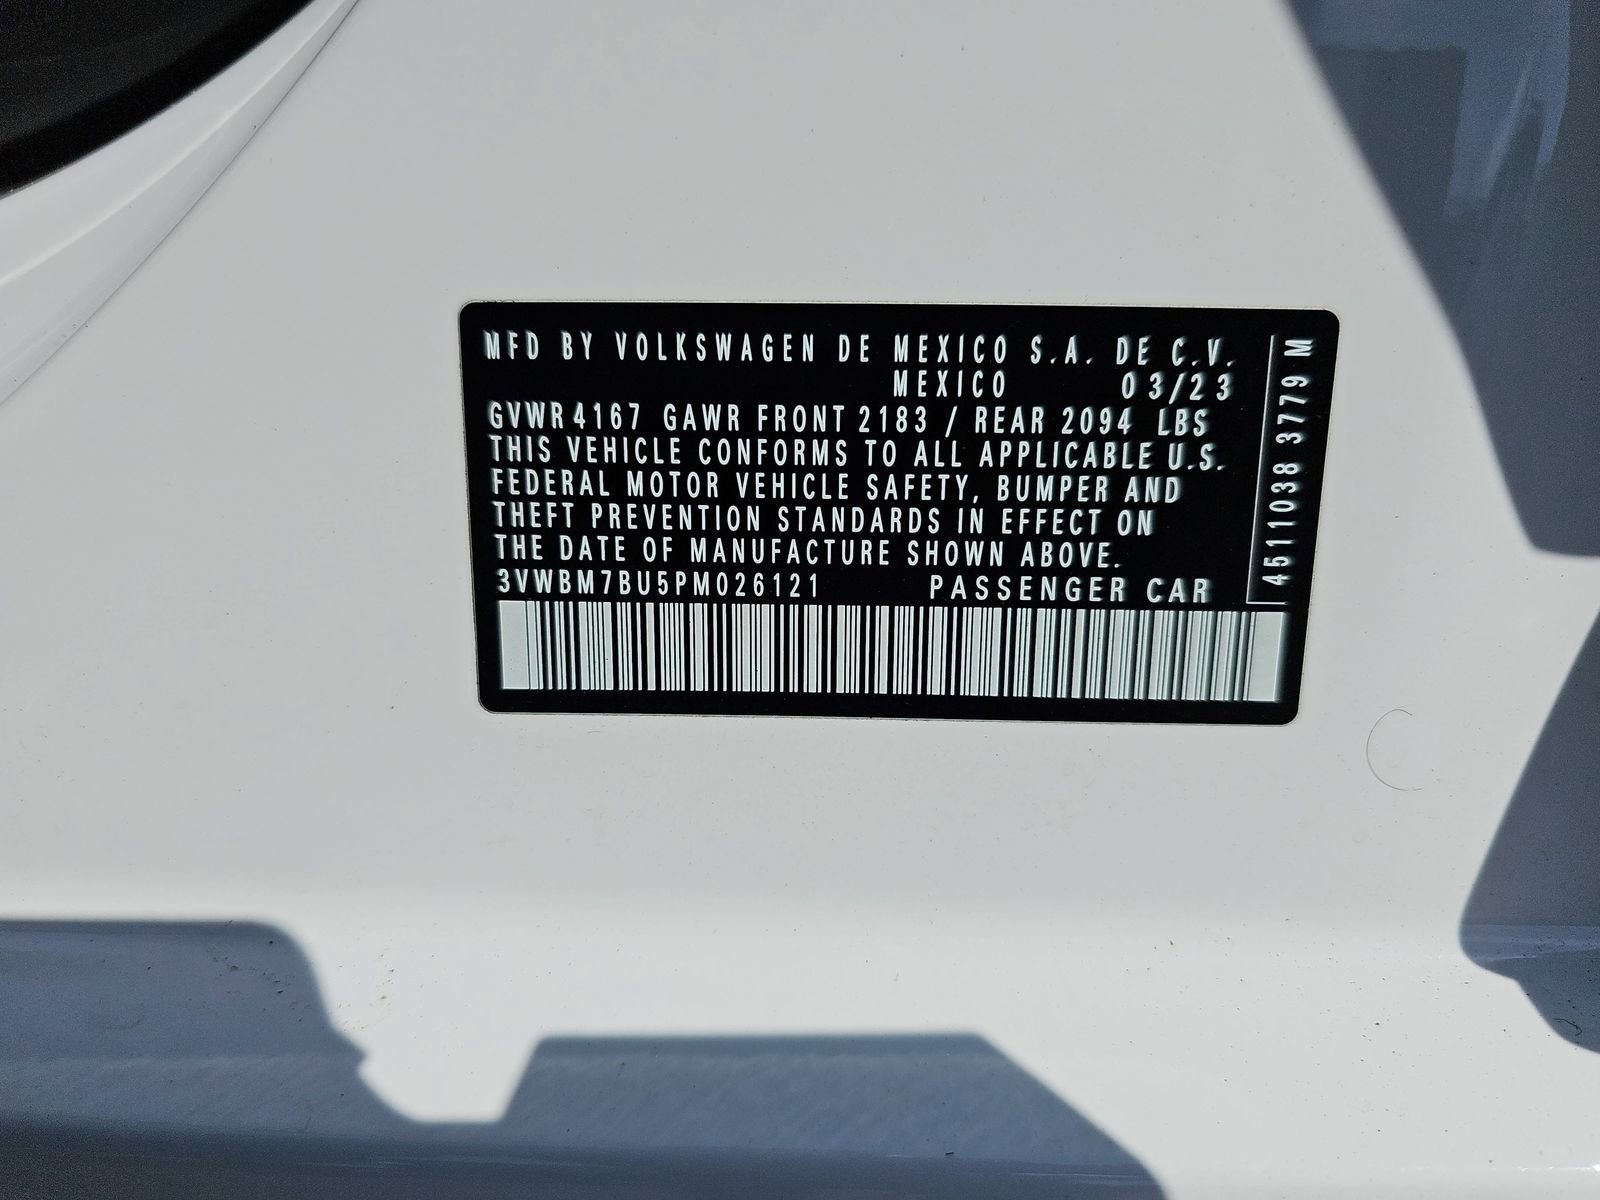 MFD BY VOLKSWAGEN DE MEXICO S.A. DE C.V.
MEXICO 03/23
GVWR 4167 GAWR FRONT 2183 / REAR 2094 LBS
THIS VEHICLE CONFORMS TO ALL APPLICABLE U.S.
FEDERAL MOTOR VEHICLE SAFETY, BUMPER AND
THEFT PREVENTION STANDARDS IN EFFECT ON
THE DATE OF MANUFACTURE SHOWN ABOVE.
3VWBM7BU5PM026121 PASSENGER CAR
4511038 3779 M